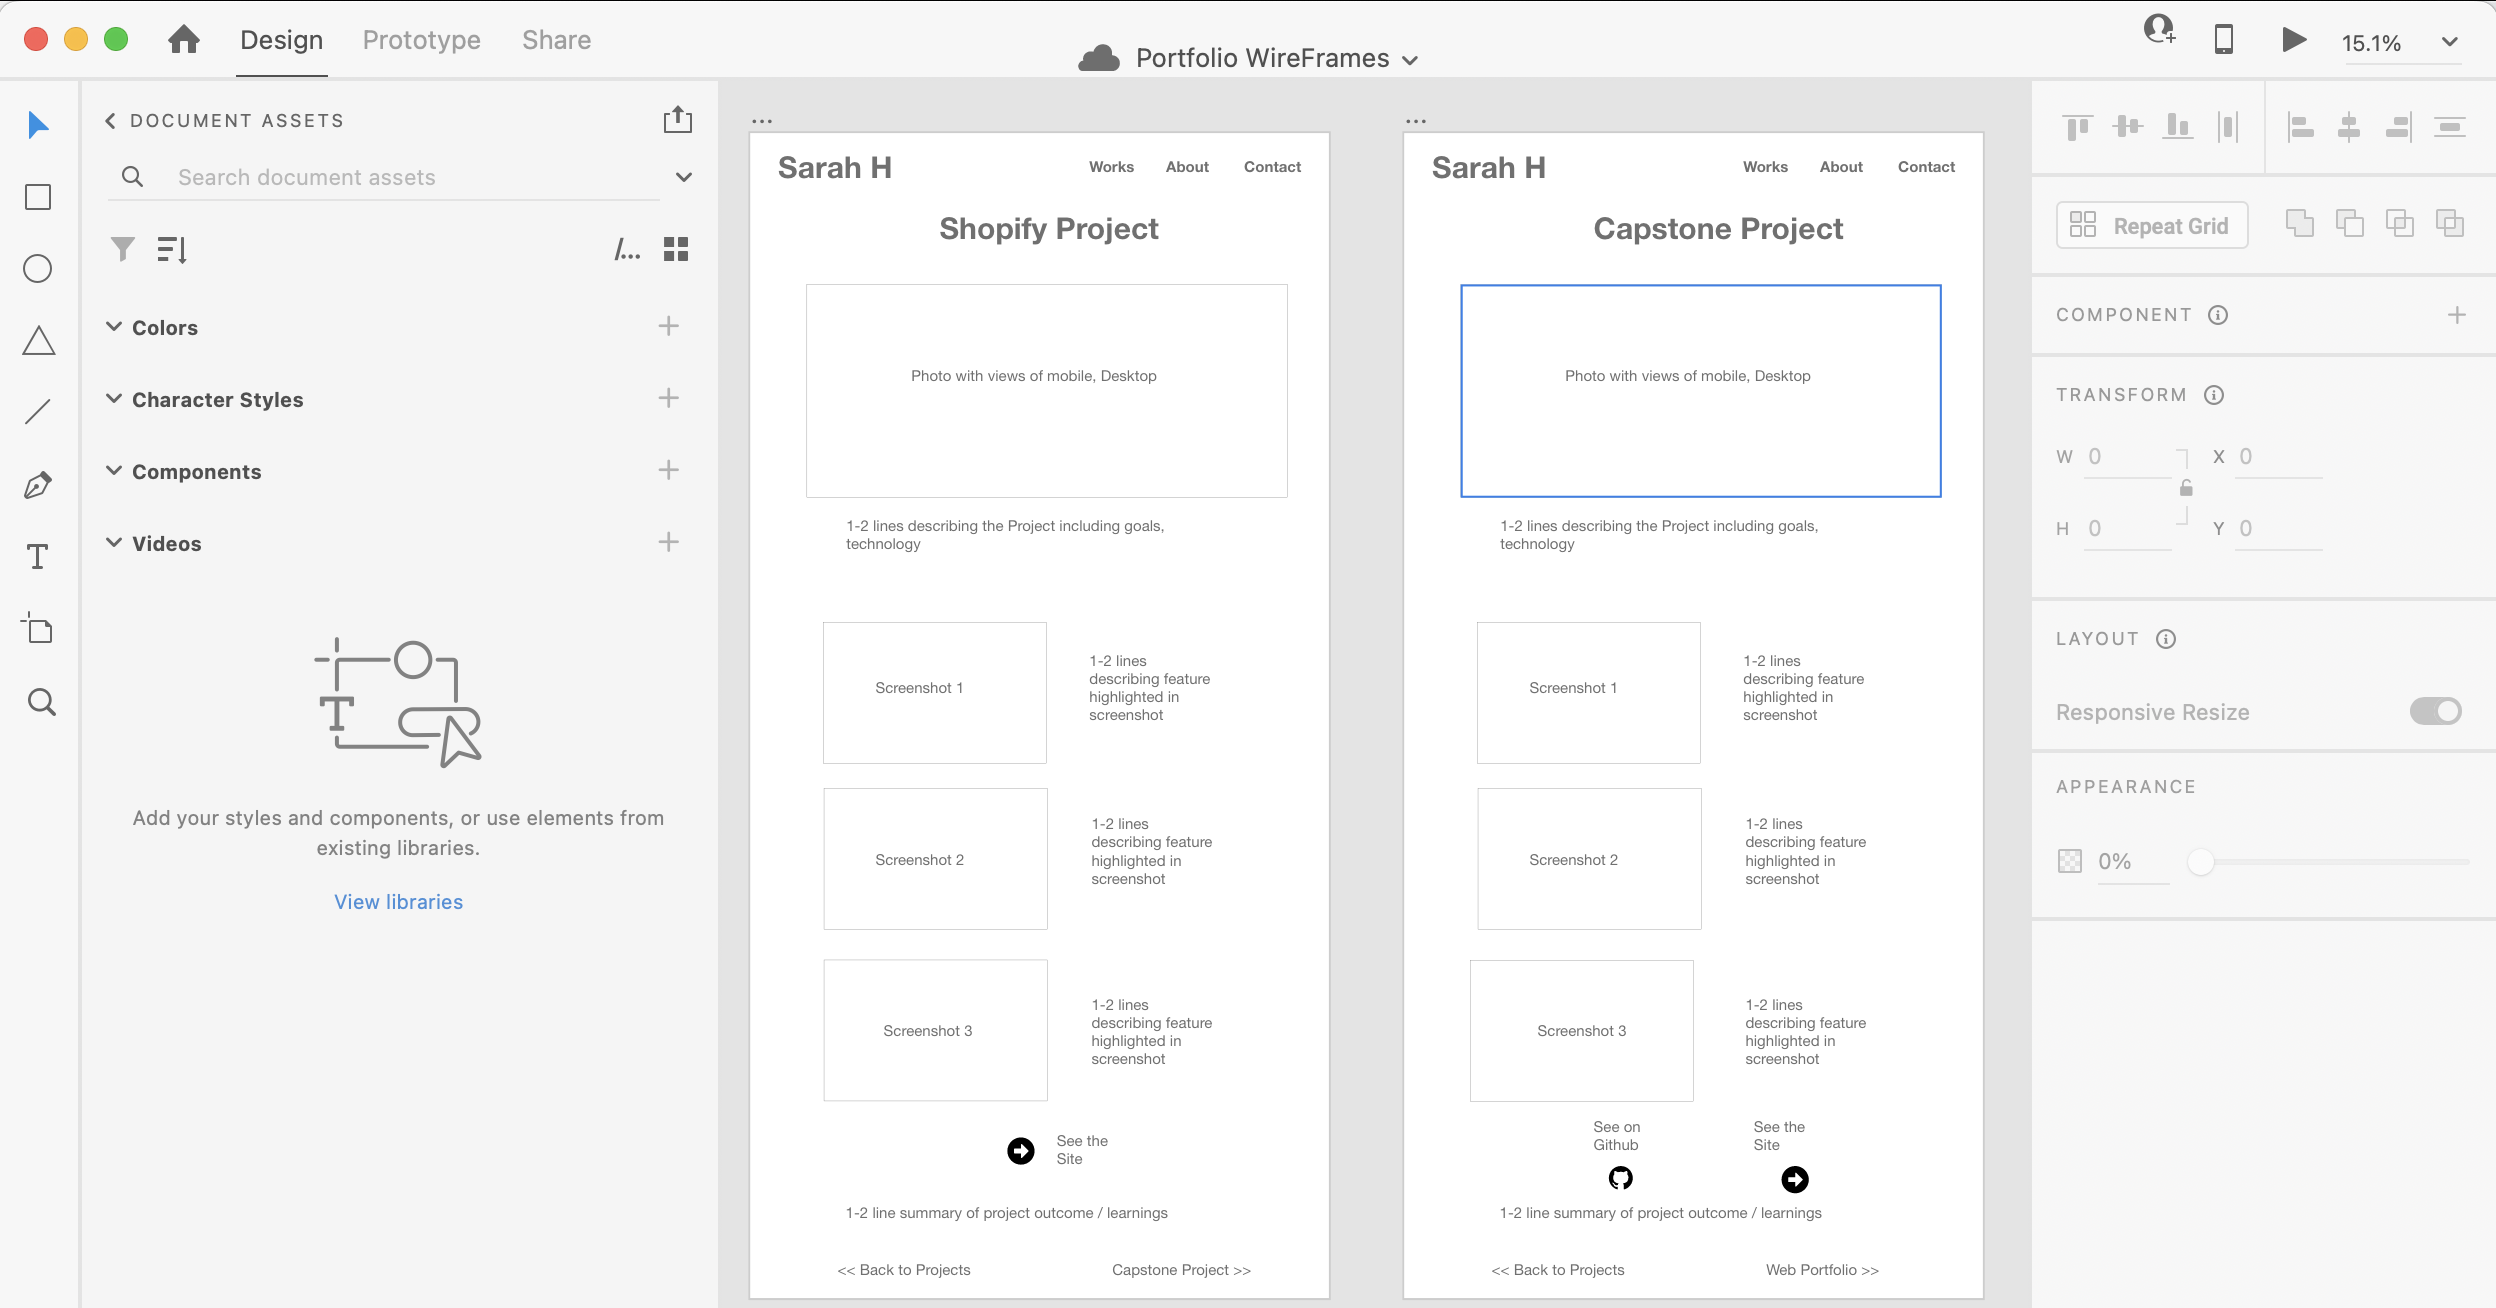 Design
Prototype
Share
Portfolio WireFrames
15.1%
DOCUMENT ASSETS
Search document assets
/...
Colors
Character Styles
Components
Videos
Add your styles and components, or use elements from
existing libraries.
View libraries
...
Sarah H
Works
About
Contact
Shopify Project
Photo with views of mobile, Desktop
1-2 lines describing the Project including goals,
technology
Screenshot 1
1-2 lines
describing feature
highlighted in
screenshot
Screenshot 2
1-2 lines
describing feature
highlighted in
screenshot
Screenshot 3
1-2 lines
describing feature
highlighted in
screenshot
See the
Site
1-2 line summary of project outcome / learnings
<< Back to Projects
Capstone Project >>
...
Sarah H
Works
About
Contact
Capstone Project
Photo with views of mobile, Desktop
1-2 lines describing the Project including goals,
technology
Screenshot 1
1-2 lines
describing feature
highlighted in
screenshot
Screenshot 2
1-2 lines
describing feature
highlighted in
screenshot
Screenshot 3
1-2 lines
describing feature
highlighted in
screenshot
See on
Github
See the
Site
1-2 line summary of project outcome / learnings
<< Back to Projects
Web Portfolio >>
Repeat Grid
COMPONENT
TRANSFORM
W 0
X 0
H 0
Y 0
LAYOUT
Responsive Resize
APPEARANCE
0%